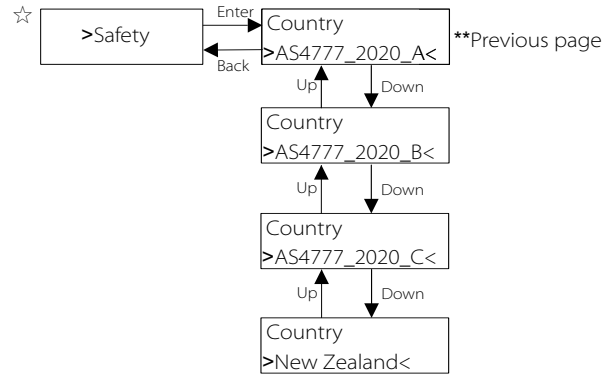 ☆
>Safety
Enter
Back
Country
>AS4777_2020_A<
**Previous page
Up
Down
Country
>AS4777_2020_B<
Up
Down
Country
>AS4777_2020_C<
Up
Down
Country
>New Zealand<